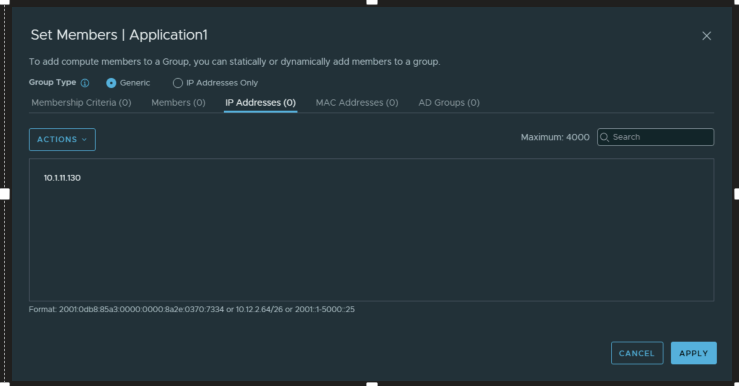 Set Members | Application1
To add compute members to a Group, you can statically or dynamically add members to a group.
Group Type Generic IP Addresses Only
Membership Criteria (0) Members (0) IP Addresses (0) MAC Addresses (0) AD Groups (0)
ACTIONS Maximum: 4000 Search
10.1.11.130
Format: 2001:0db8:85a3:0000:0000:8a2e:0370:7334 or 10.12.2.64/26 or 2001::1-5000::25
CANCEL APPLY